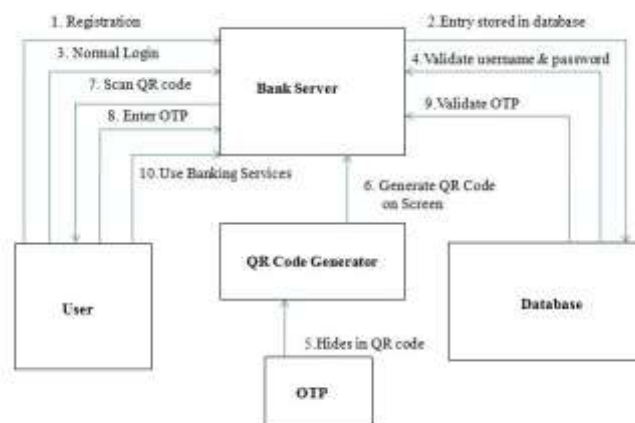 1. Registration
2.Entry stored in database
3. Normal Login
4.Validate username & password
7. Scan QR code
Bank Server
8. Enter OTP
9.Validate OTP
10.Use Banking Services
6. Generate QR Code
on Screen
QR Code Generator
User
Database
5.Hides in QR code
OTP